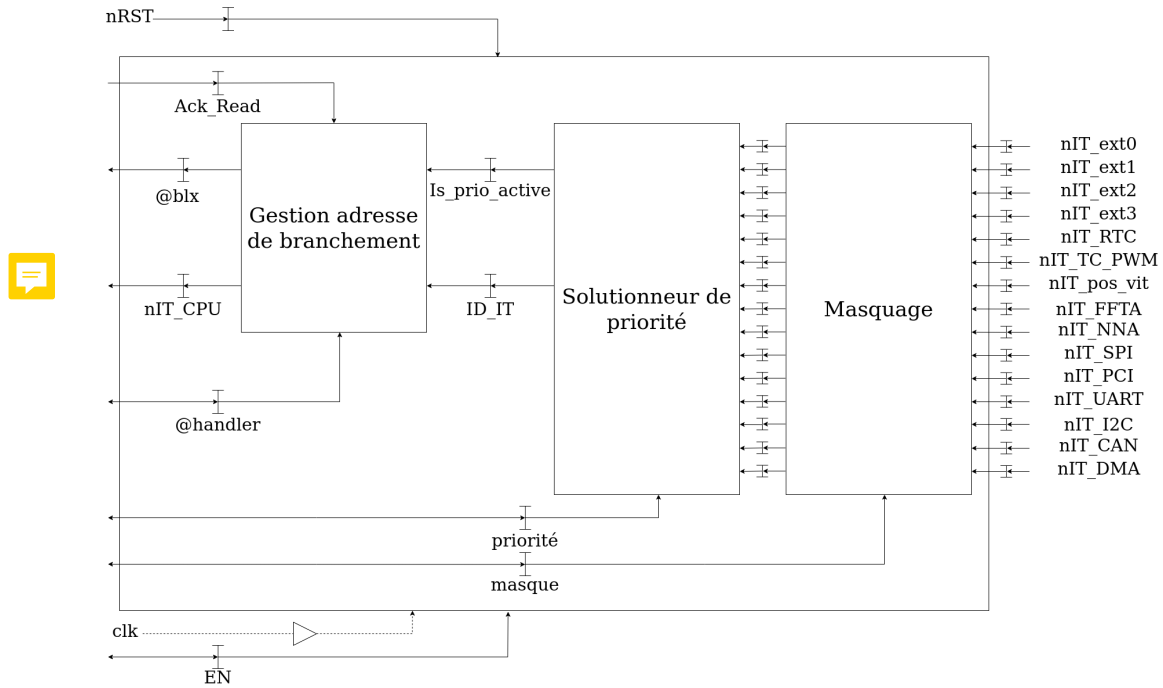 nRST
Ack_Read
@blx
nIT_CPU
@handler
Gestion adresse
de branchement
Is_prio_active
ID_IT
Solutionneur de
priorité
Masquage
nIT_ext0
nIT_ext1
nIT_ext2
nIT_ext3
nIT_RTC
nIT_TC_PWM
nIT_pos_vit
nIT_FFTA
nIT_NNA
nIT_SPI
nIT_PCI
nIT_UART
nIT_I2C
nIT_CAN
nIT_DMA
priorité
masque
clk
EN